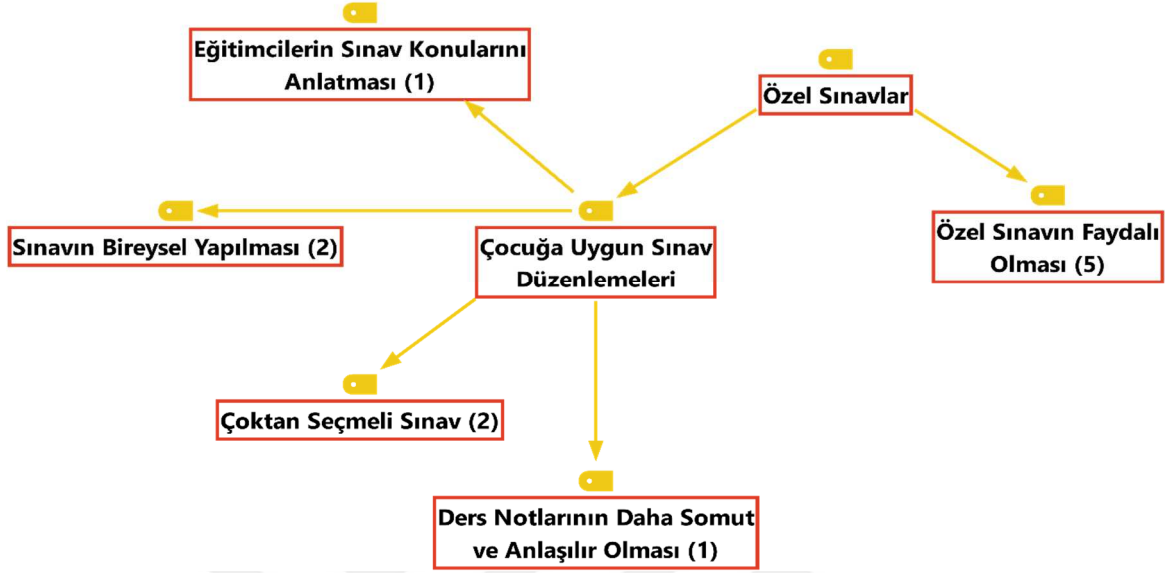 Eğitimcilerin Sınav Konularını
Anlatması (1)
Özel Sınavlar
Sınavın Bireysel Yapılması (2)
Çocuğa Uygun Sınav
Düzenlemeleri
Özel Sınavın Faydalı
Olması (5)
Çoktan Seçmeli Sınav (2)
Ders Notlarının Daha Somut
ve Anlaşılır Olması (1)